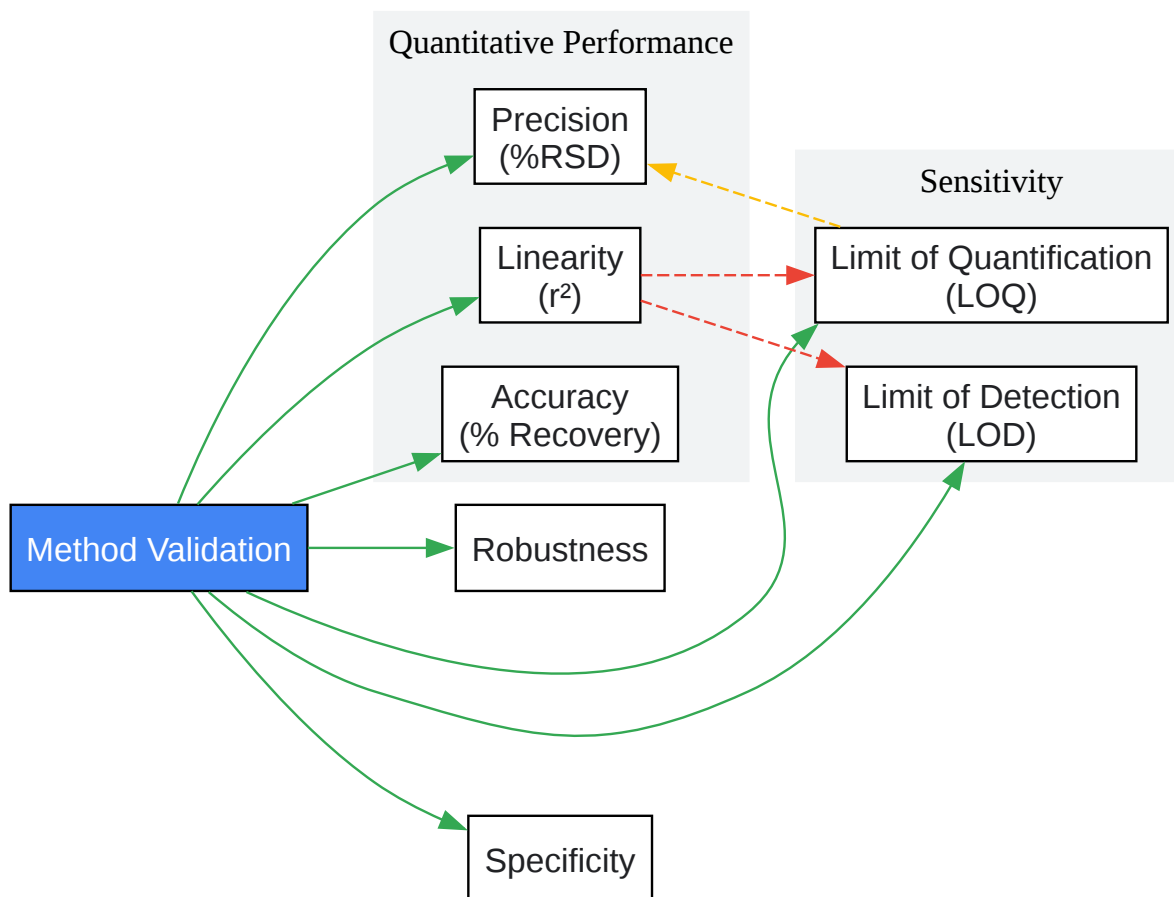 Quantitative Performance
Precision
(%RSD)
Sensitivity
Linearity
(r²)
Limit of Quantification
(LOQ)
Accuracy
(% Recovery)
Limit of Detection
(LOD)
Method Validation
Robustness
Specificity